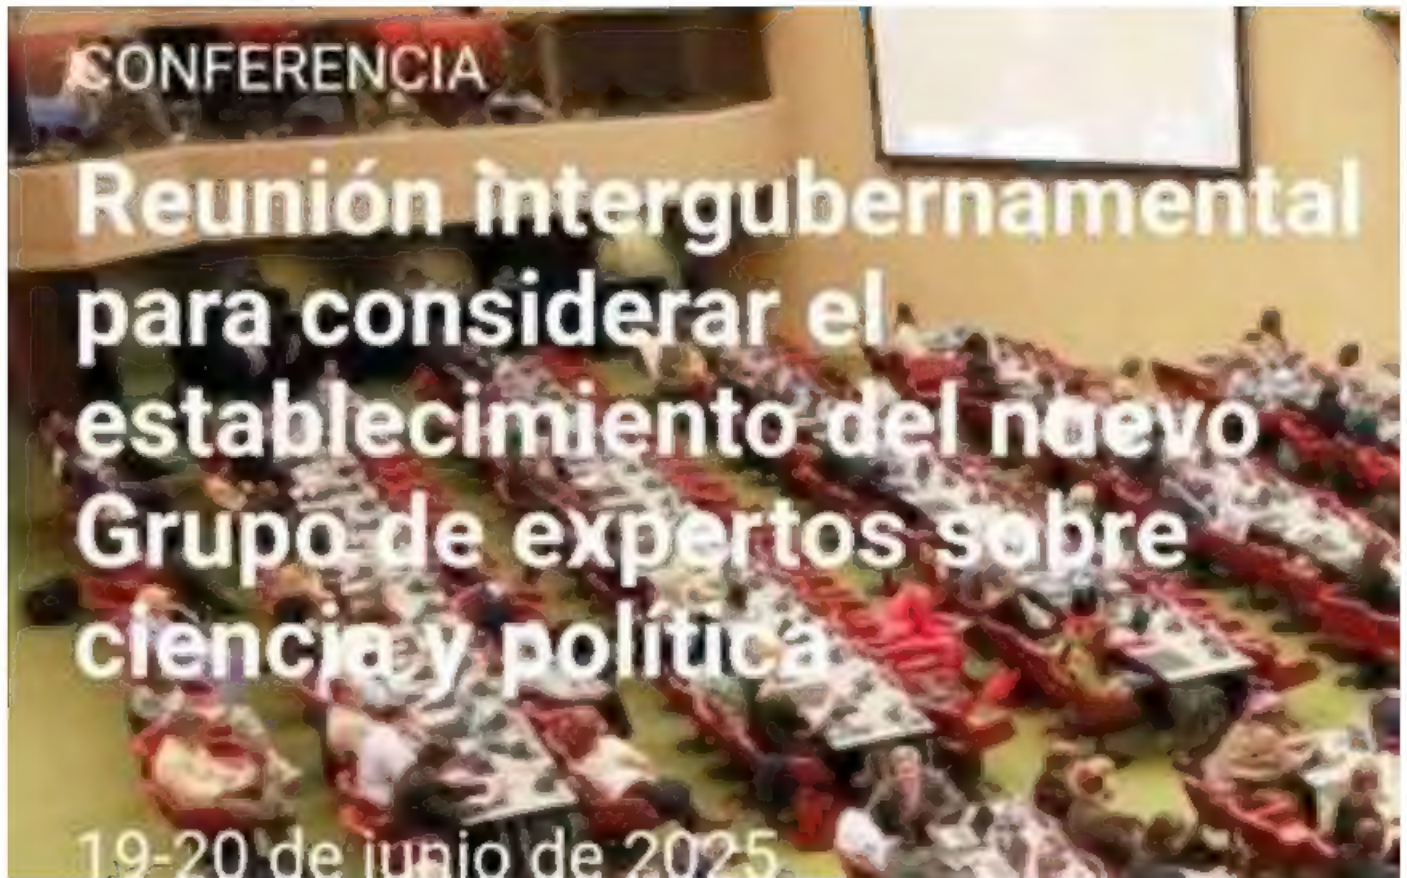 CONFERENCIA
Reunión intergubernamental
para considerar el
establecimiento del nuevo
Grupo de expertos sobre
ciencia y política
19-20 de junio de 2025